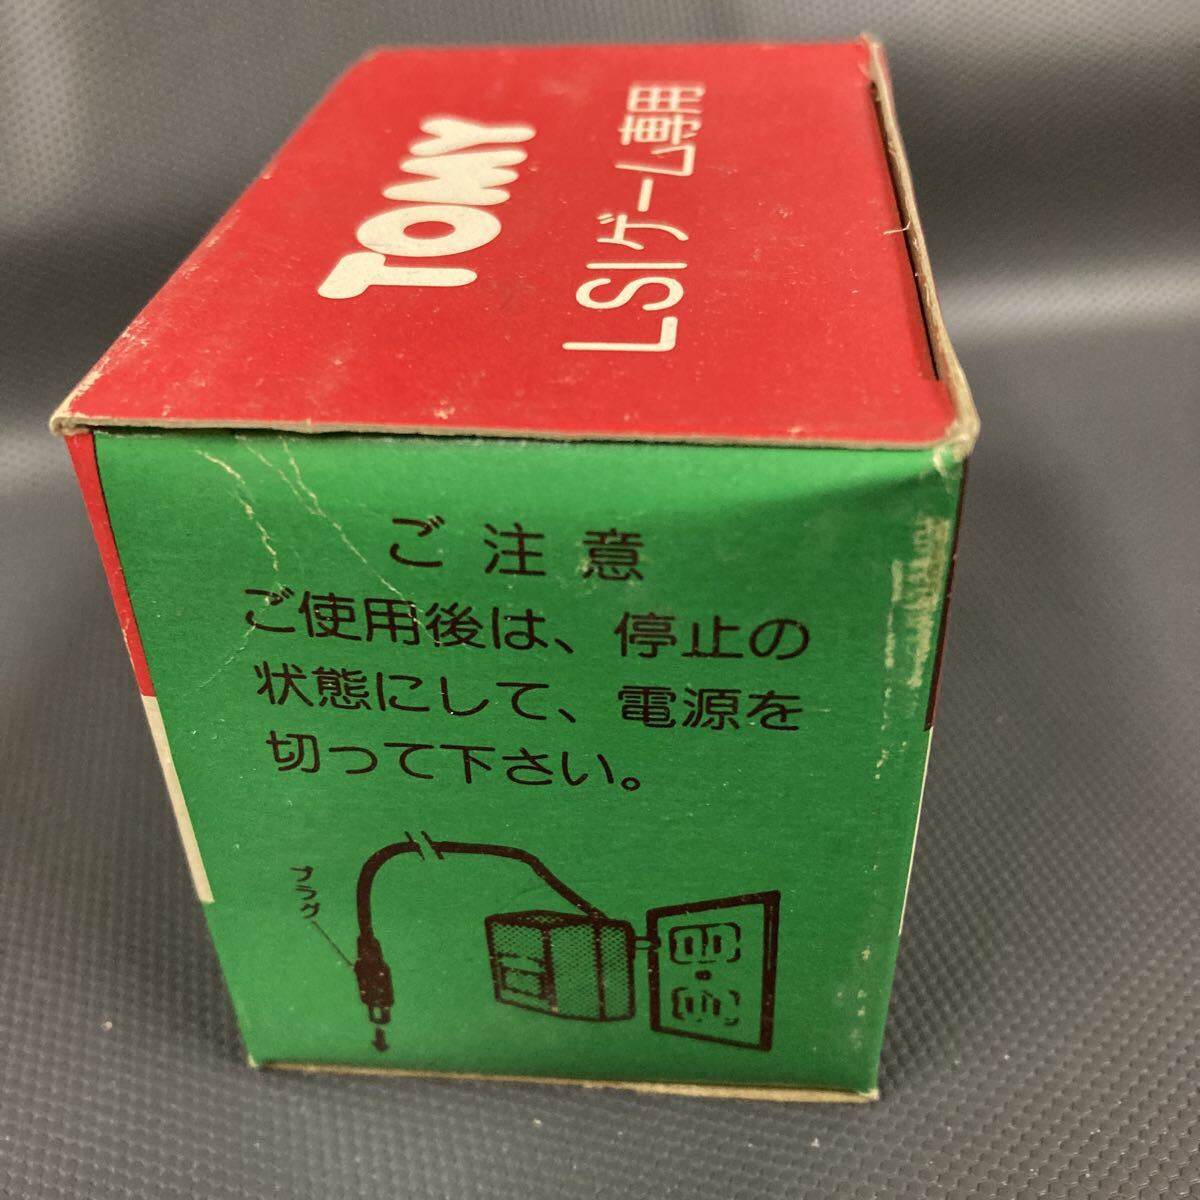 TOMY
LSIゲーム専用
ご注意
ご使用後は、停止の
状態にして、電源を
切って下さい。
プラグ